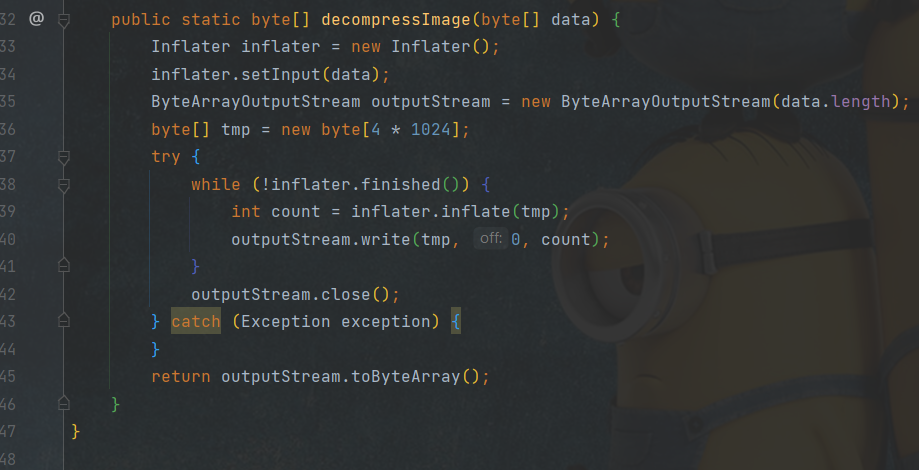 32 @ public static byte[] decompressImage(byte[] data) {
33 Inflater inflater = new Inflater();
34 inflater.setInput(data);
35 ByteArrayOutputStream outputStream = new ByteArrayOutputStream(data.length);
36 byte[] tmp = new byte[4 * 1024];
37 try {
38 while (!inflater.finished()) {
39 int count = inflater.inflate(tmp);
40 outputStream.write(tmp, off: 0, count);
41 }
42 outputStream.close();
43 } catch (Exception exception) {
44 }
45 return outputStream.toByteArray();
46 }
47 }
48